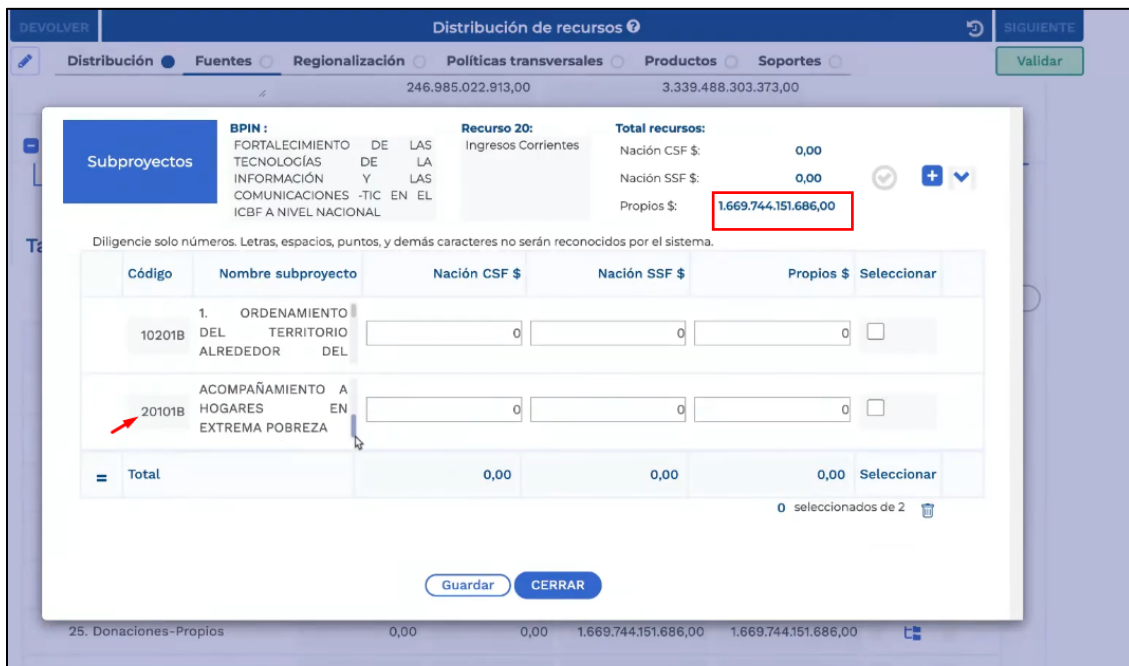 DEVOLVER
Distribución de recursos
SIGUIENTE
Distribución Fuentes Regionalización Políticas transversales Productos Soportes
Validar
246.985.022.913,00 3.339.488.303.373,00
Subproyectos
BPIN :
FORTALECIMIENTO DE LAS
TECNOLOGÍAS DE LA
INFORMACIÓN Y LAS
COMUNICACIONES -TIC EN EL
ICBF A NIVEL NACIONAL
Recurso 20:
Ingresos Corrientes
Total recursos:
Nación CSF $: 0,00
Nación SSF $: 0,00
Propios $: 1.669.744.151.686,00
Diligencie solo números. Letras, espacios, puntos, y demás caracteres no serán reconocidos por el sistema.
Código Nombre subproyecto Nación CSF $ Nación SSF $ Propios $ Seleccionar
10201B 1. ORDENAMIENTO
DEL TERRITORIO
ALREDEDOR DEL
0 0 0
20101B ACOMPAÑAMIENTO A
HOGARES EN
EXTREMA POBREZA
0 0 0
= Total 0,00 0,00 0,00 Seleccionar
0 seleccionados de 2
Guardar CERRAR
25. Donaciones-Propios 0,00 0,00 1.669.744.151.686,00 1.669.744.151.686,00